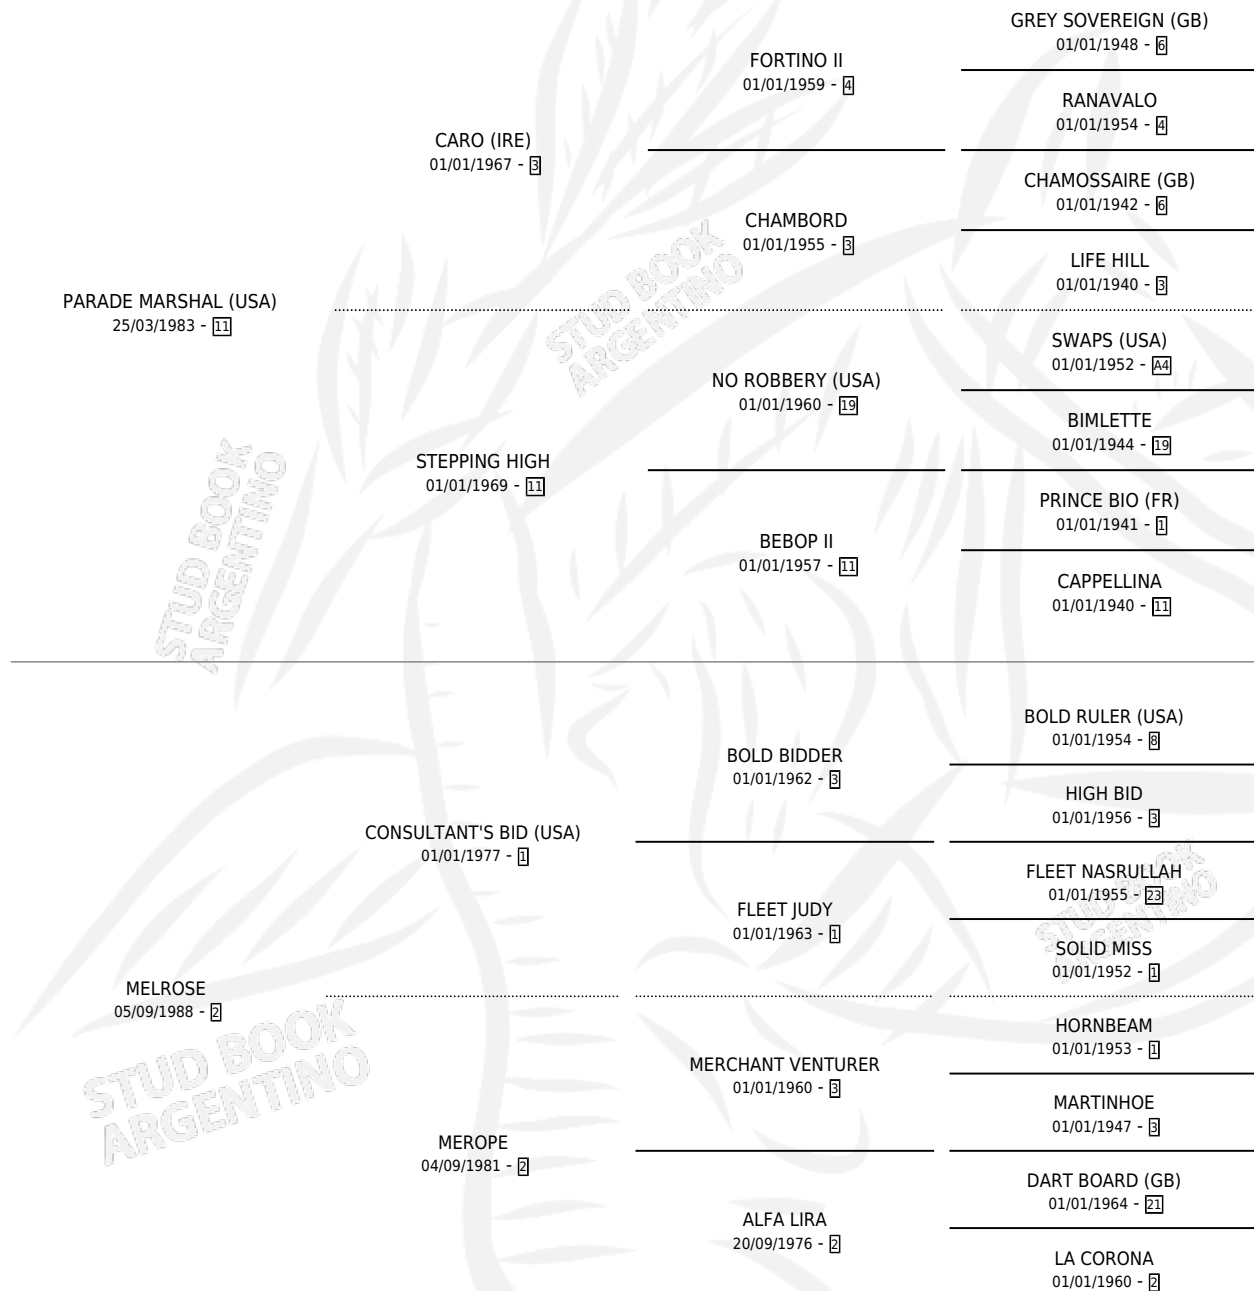 GREY SOVEREIGN (GB)
01/01/1948 - 6
FORTINO II
01/01/1959 - 4
RANAVALO
01/01/1954 - 4
CARO (IRE)
01/01/1967 - 3
CHAMOSSAIRE (GB)
01/01/1942 - 6
CHAMBORD
01/01/1955 - 3
LIFE HILL
01/01/1940 - 3
PARADE MARSHAL (USA)
25/03/1983 - 11
SWAPS (USA)
01/01/1952 - A4
NO ROBBERY (USA)
01/01/1960 - 19
BIMLETTE
01/01/1944 - 19
STEPPING HIGH
01/01/1969 - 11
PRINCE BIO (FR)
01/01/1941 - 1
BEBOP II
01/01/1957 - 11
CAPPELLINA
01/01/1940 - 11
BOLD RULER (USA)
01/01/1954 - 8
BOLD BIDDER
01/01/1962 - 3
HIGH BID
01/01/1956 - 3
CONSULTANT'S BID (USA)
01/01/1977 - 1
FLEET NASRULLAH
01/01/1955 - 23
FLEET JUDY
01/01/1963 - 1
SOLID MISS
01/01/1952 - 1
MELROSE
05/09/1988 - 2
HORNBEAM
01/01/1953 - 1
MERCHANT VENTURER
01/01/1960 - 3
MARTINHOE
01/01/1947 - 3
MEROPE
04/09/1981 - 2
DART BOARD (GB)
01/01/1964 - 21
ALFA LIRA
20/09/1976 - 2
LA CORONA
01/01/1960 - 2
STUD BOOK
ARGENTINO
STUD BOOK
ARGENTINO
STUD BOOK
ARGENTINO
STUD BOOK
ARGENTINO